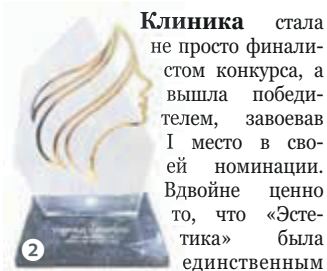 Клиника стала
не просто финали-
стом конкурса, а
вышла победи-
телем, завоевав
I место в сво-
ей номинации.
Вдвойне ценно
то, что «Эсте-
тика» была
единственным
2